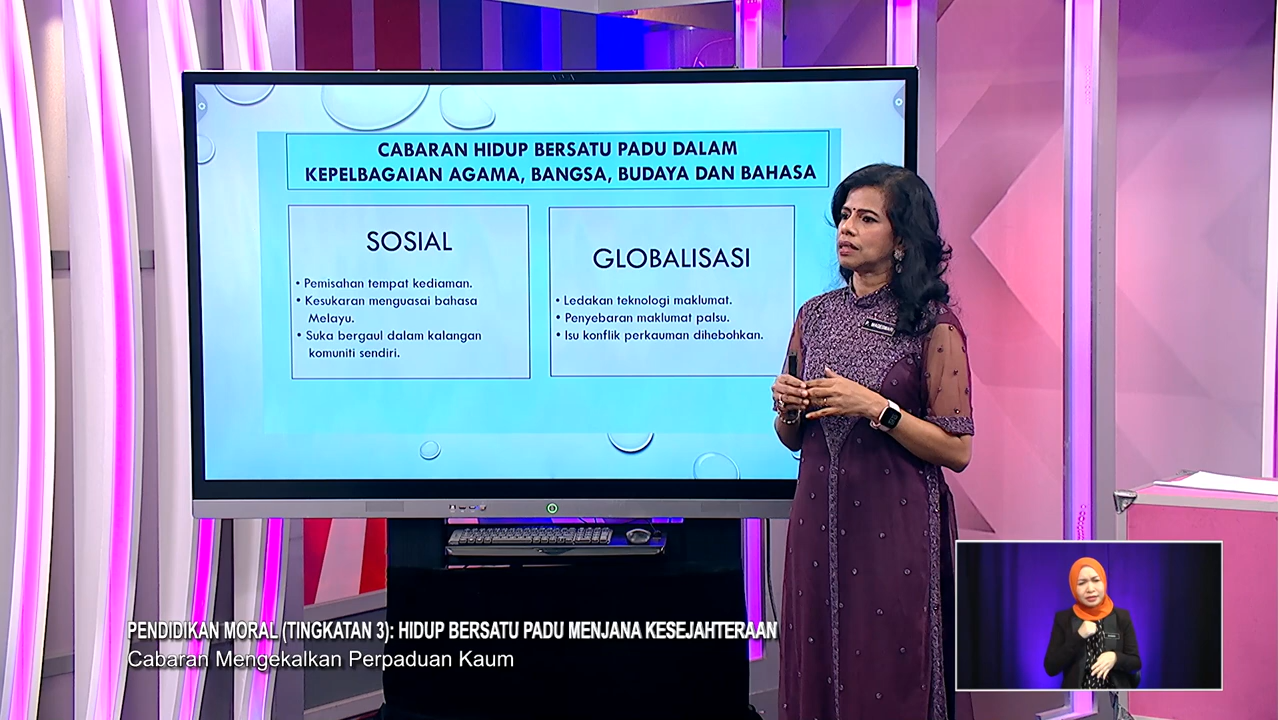 CABARAN HIDUP BERSATU PADU DALAM
KEPELBAGAIAN AGAMA, BANGSA, BUDAYA DAN BAHASA
SOSIAL
• Pemisahan tempat kediaman.
• Kesukaran menguasai bahasa
Melayu.
• Suka bergaul dalam kalangan
komuniti sendiri.
GLOBALISASI
• Ledakan teknologi maklumat.
• Penyebaran maklumat palsu.
• Isu konflik perkauman dihebohkan.
PENDIDIKAN MORAL (TINGKATAN 3): HIDUP BERSATU PADU MENJANA KESEJAHTERAAN
Cabaran Mengekalkan Perpaduan Kaum